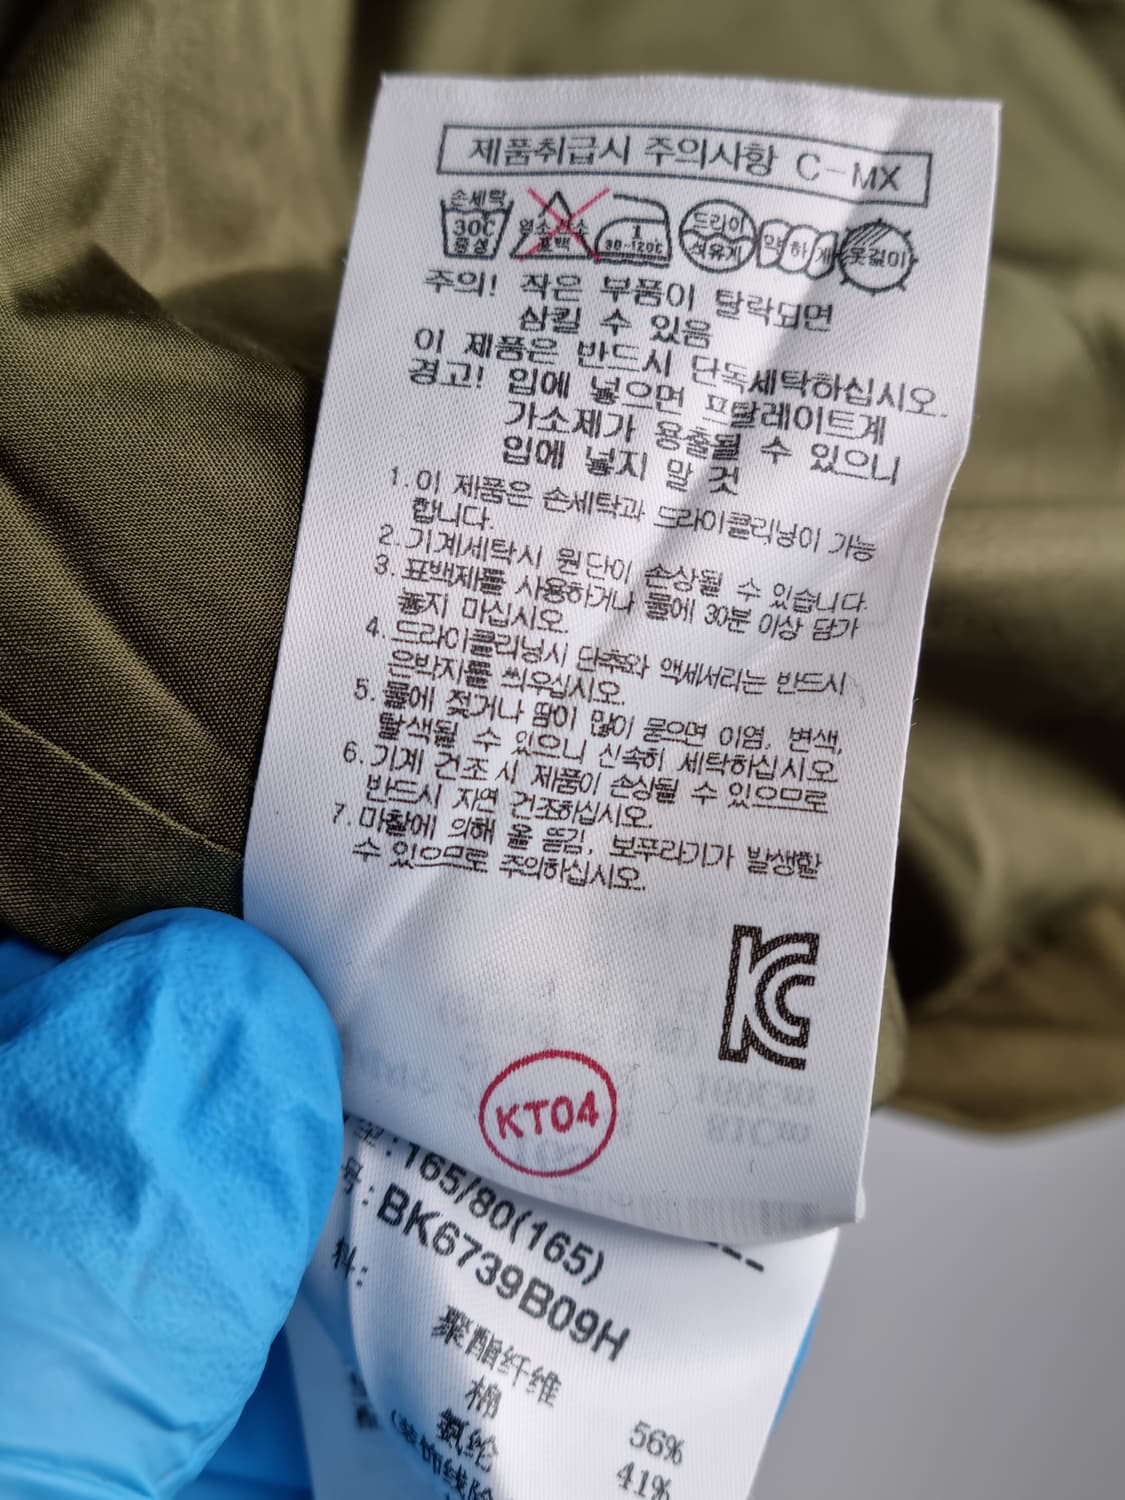 제품취급시 주의사항 C-MX
손세탁 30C 중성
염소 산소 표백
1 80-120C
드라이 석유계
약하게
옷걸이
주의! 작은 부품이 탈락되면
삼킬 수 있음
이 제품은 반드시 단독세탁하십시오.
경고! 입에 넣으면 프탈레이트계
가소제가 용출될 수 있으니
입에 넣지 말 것
1.이 제품은 손세탁과 드라이클리닝이 가능
합니다.
2.기계세탁시 원단이 손상될 수 있습니다.
3.표백제를 사용하거나 물에 30분 이상 담가
놓지 마십시오.
4.드라이클리닝시 단추와 액세서리는 반드시
은박지를 씌우십시오.
5.물에 젖거나 땀이 많이 묻으면 이염, 변색,
탈색될 수 있으니 신속히 세탁하십시오
6.기계 건조시 제품이 손상될 수 있으므로
반드시 자연 건조하십시오.
7.마찰에 의해 올 뜯김, 보푸라기가 발생할
수 있으므로 주의하십시오.
KC
KT04
型:165/80(165)
号:BK6739B09H
料:
聚酯纤维 56%
棉 41%
氨纶
(装饰线除